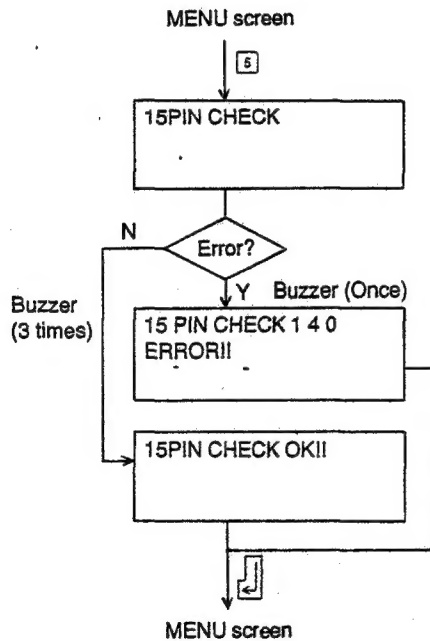 MENU screen
5
15PIN CHECK
N
Error?
Y
Buzzer (Once)
Buzzer
(3 times)
15 PIN CHECK 1 4 0
ERROR!!
15PIN CHECK OK!!
MENU screen